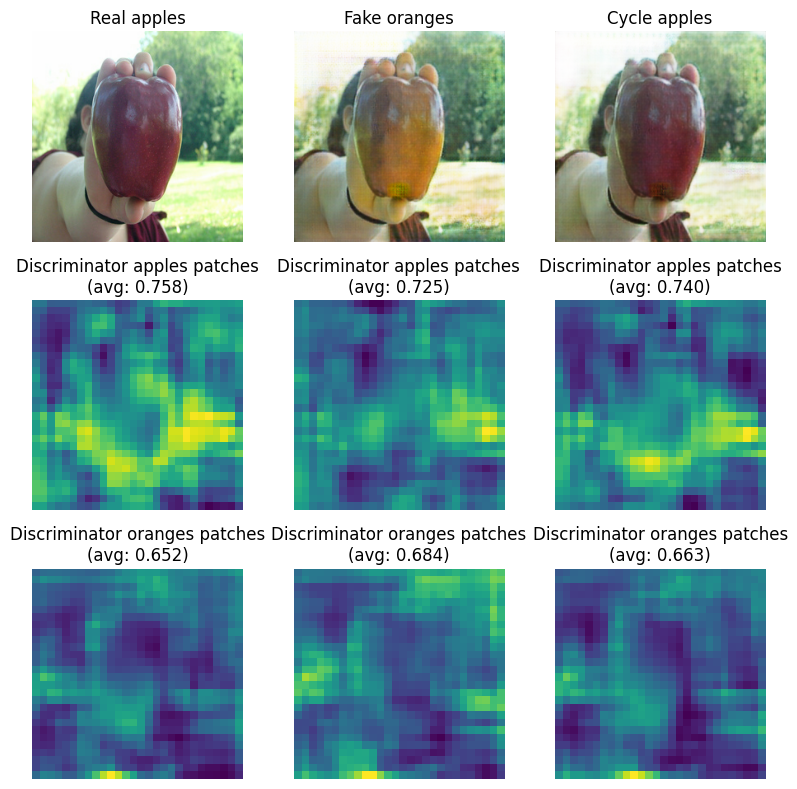 Real apples
Fake oranges
Cycle apples
Discriminator apples patches
(avg: 0.758)
Discriminator apples patches
(avg: 0.725)
Discriminator apples patches
(avg: 0.740)
Discriminator oranges patches
(avg: 0.652)
Discriminator oranges patches
(avg: 0.684)
Discriminator oranges patches
(avg: 0.663)